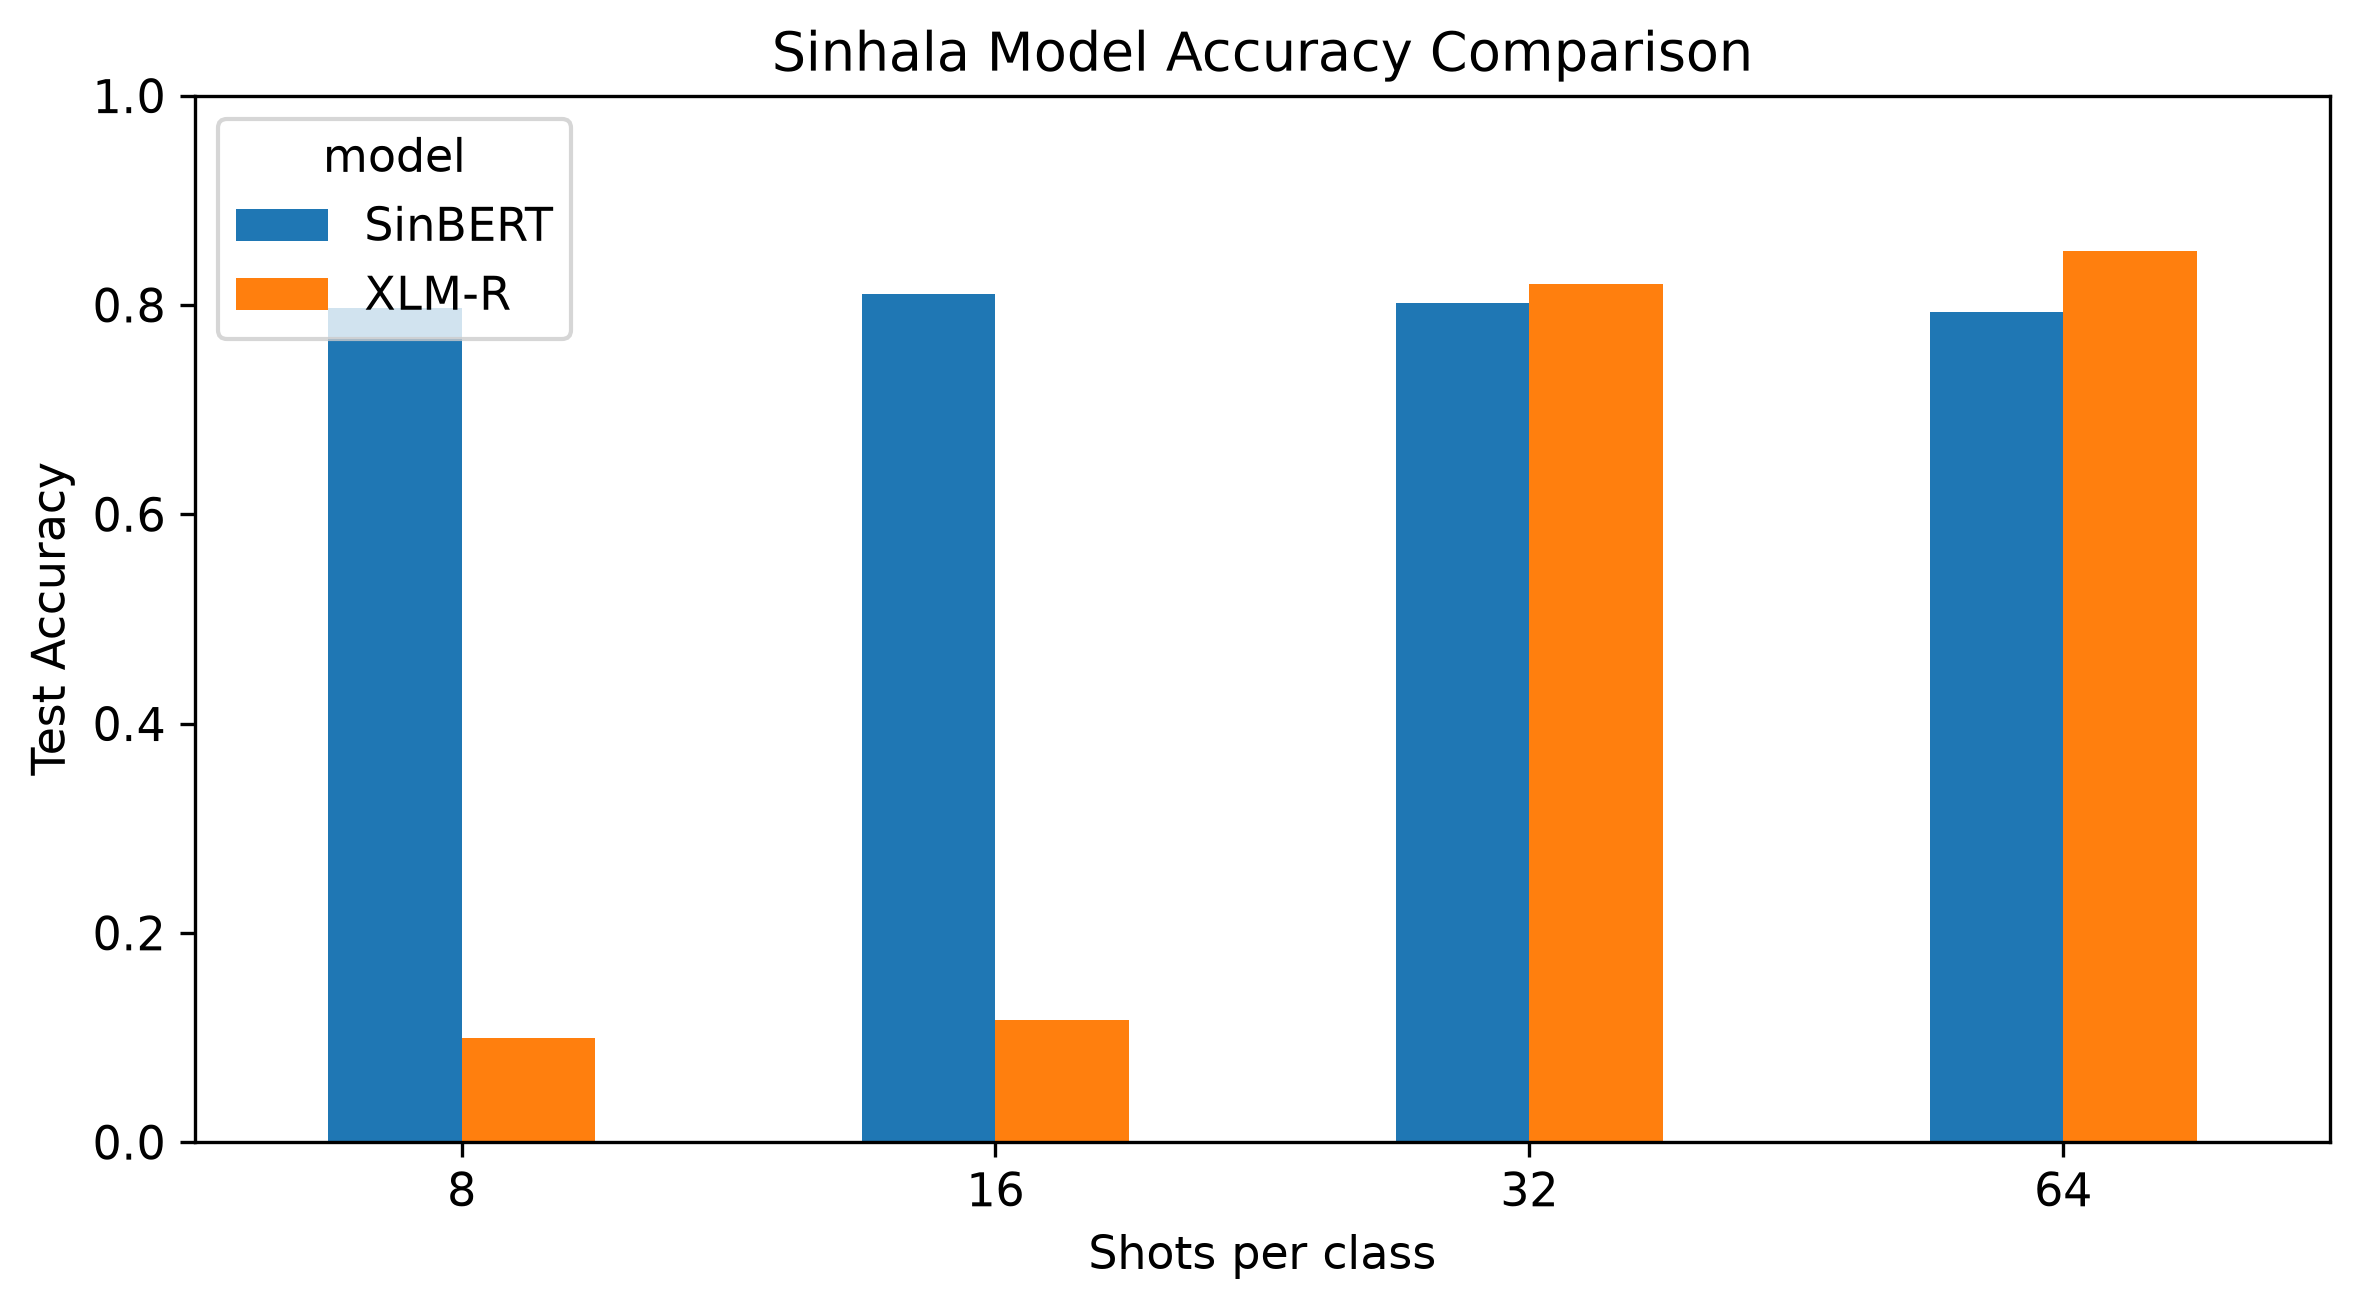 Sinhala Model Accuracy Comparison
1.0
0.8
0.6
0.4
0.2
0.0
Test Accuracy
model
SinBERT
XLM-R
8
16
32
64
Shots per class